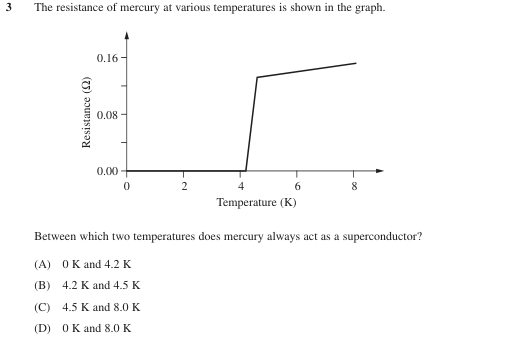 3 The resistance of mercury at various temperatures is shown in the graph.
0.16
0.08
0.00
Resistance (Ω)
0 2 4 6 8
Temperature (K)
Between which two temperatures does mercury always act as a superconductor?
(A) 0 K and 4.2 K
(B) 4.2 K and 4.5 K
(C) 4.5 K and 8.0 K
(D) 0 K and 8.0 K